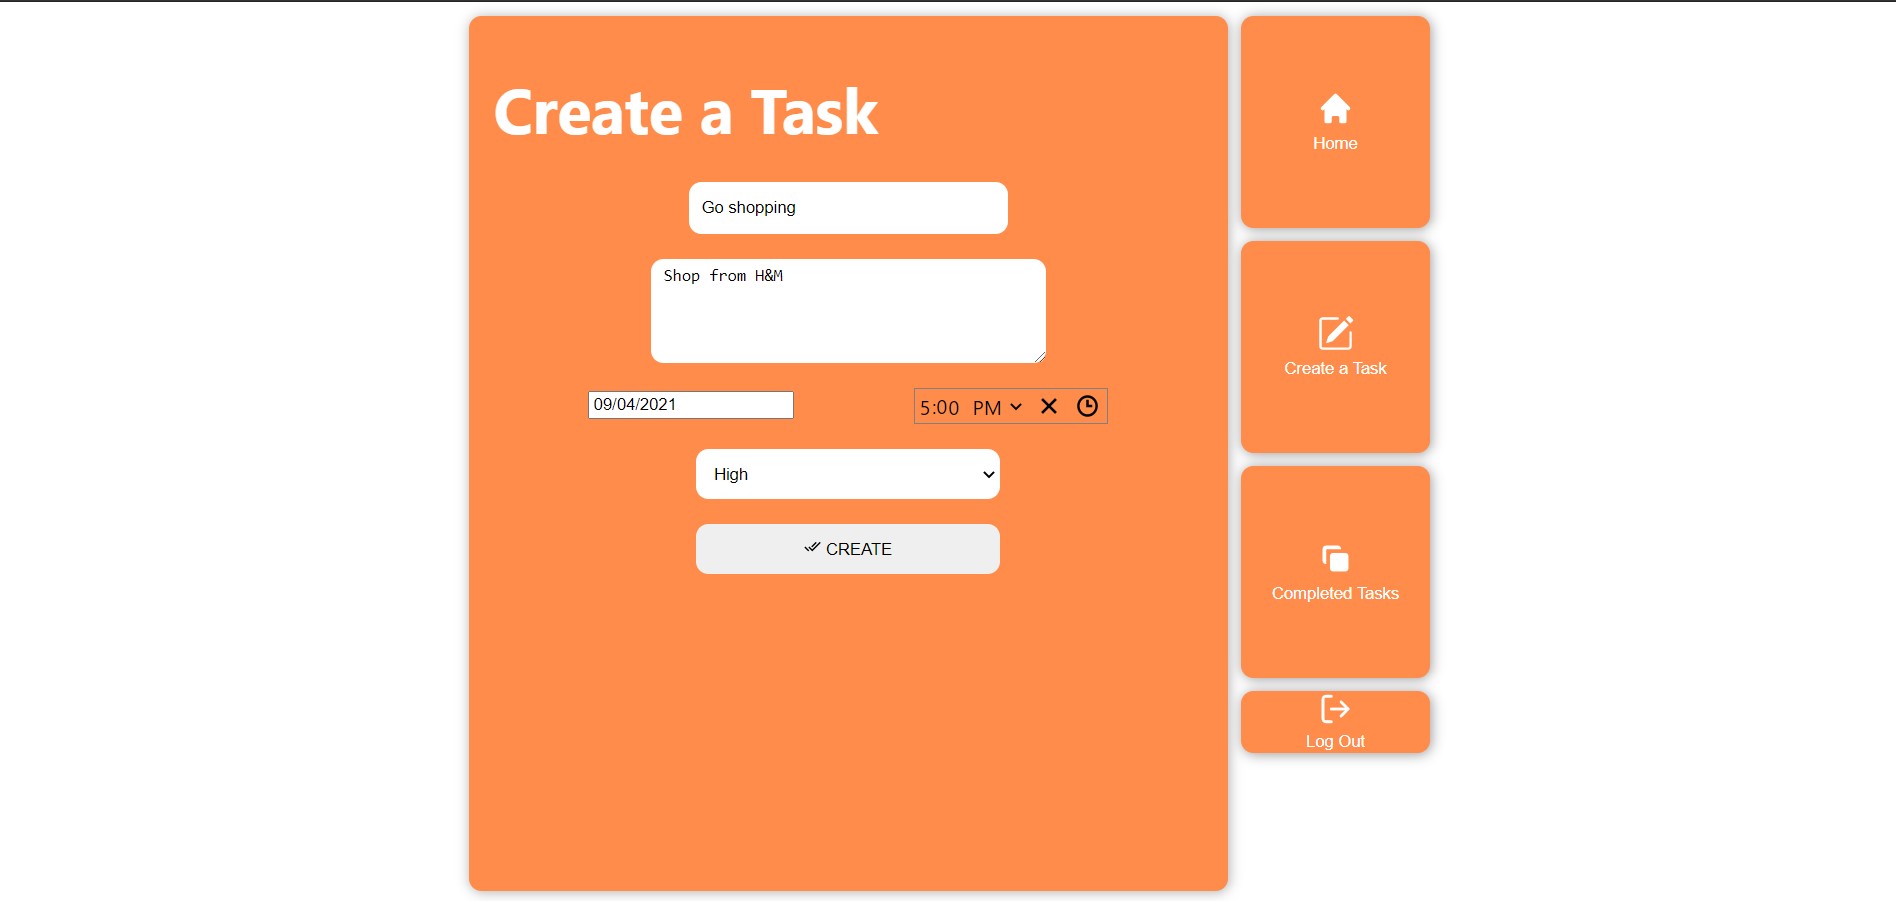 Create a Task
Go shopping
Shop from H&M
09/04/2021
5:00 PM
High
CREATE
Home
Create a Task
Completed Tasks
Log Out